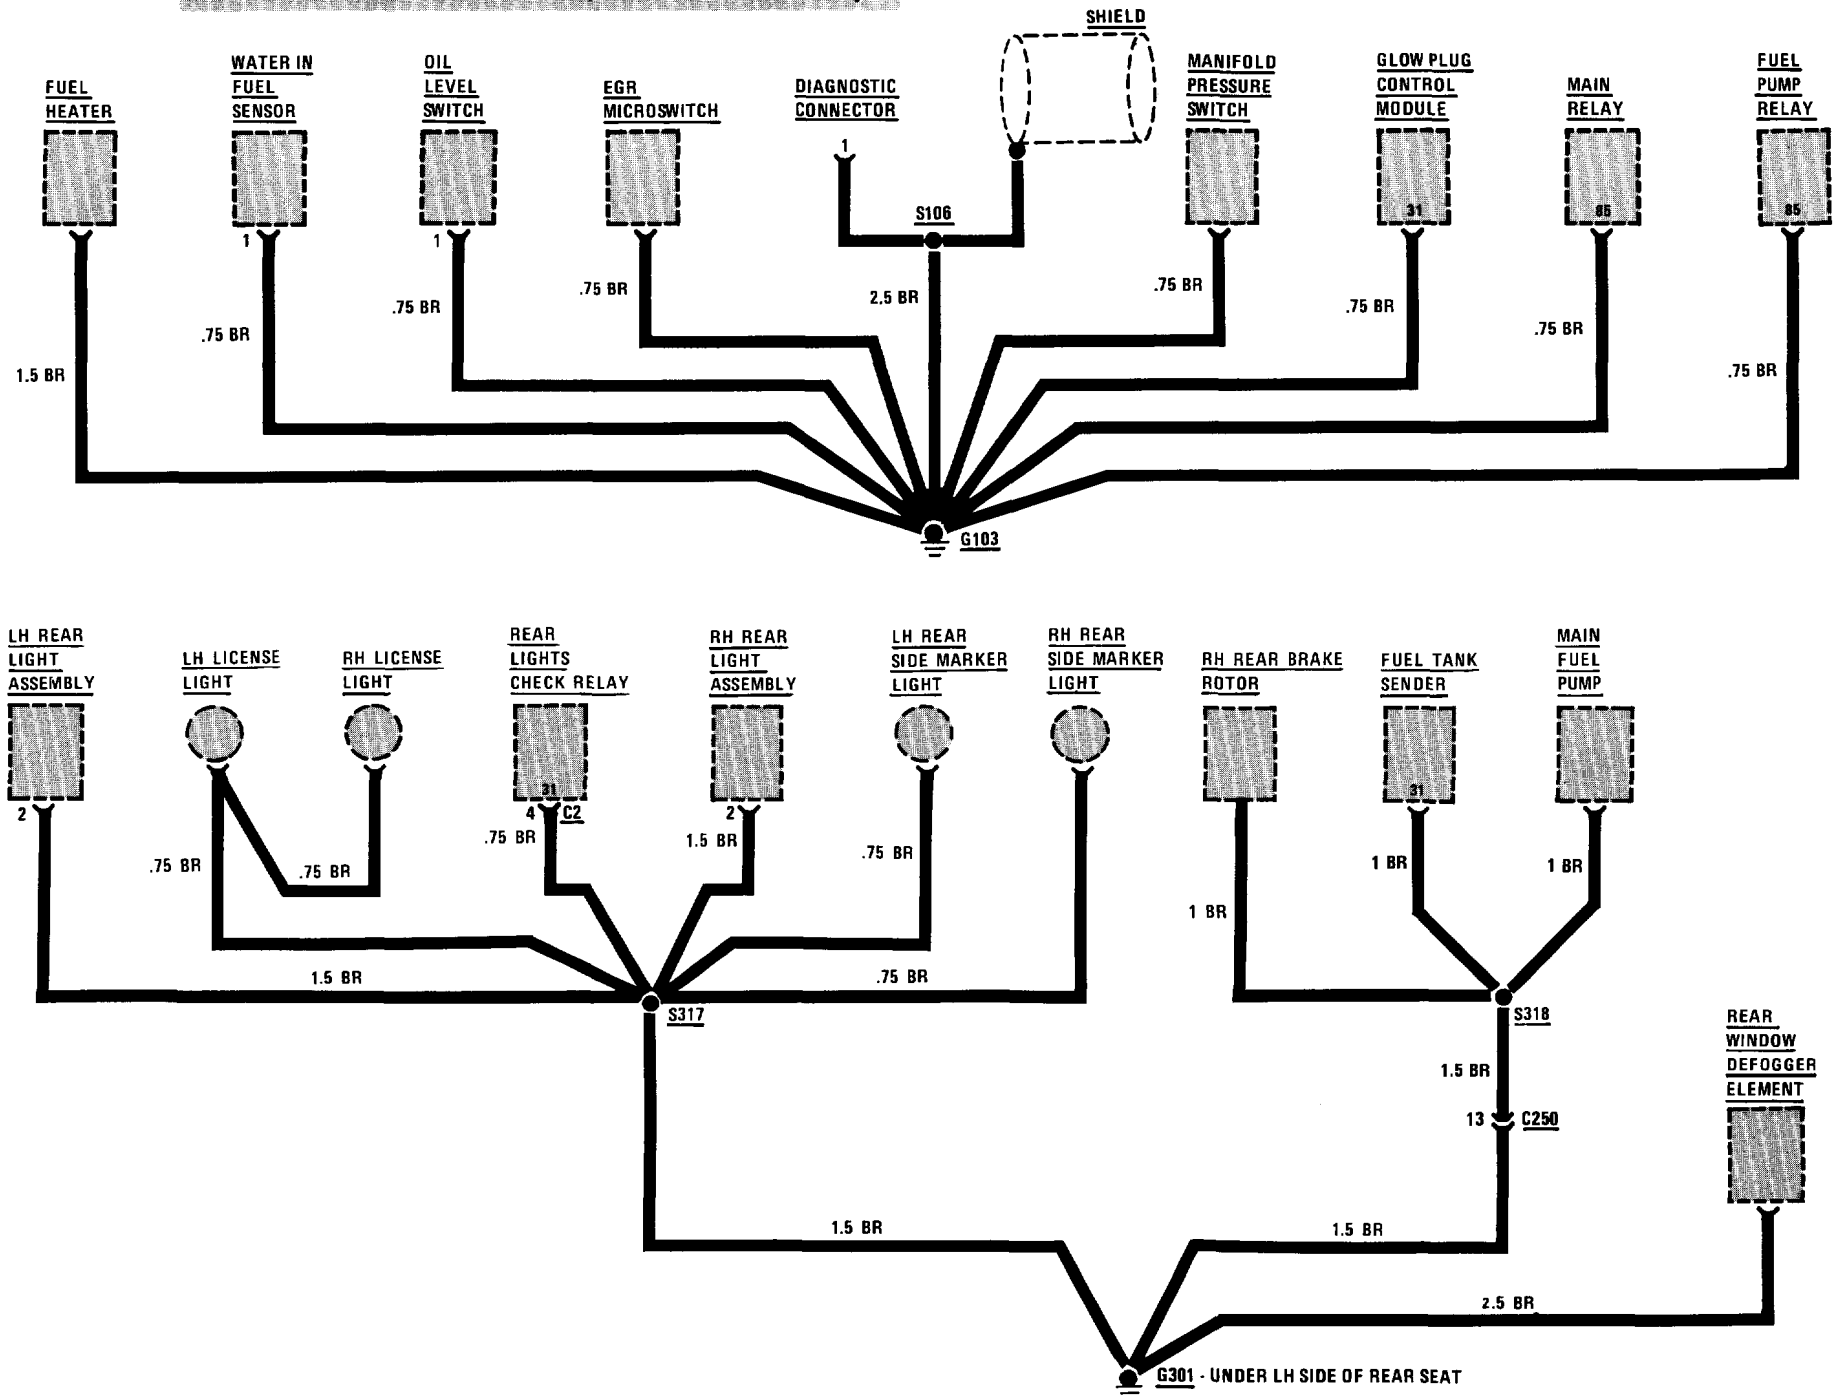 SHIELD
FUEL
HEATER
WATER IN
FUEL
SENSOR
OIL
LEVEL
SWITCH
EGR
MICROSWITCH
DIAGNOSTIC
CONNECTOR
MANIFOLD
PRESSURE
SWITCH
GLOW PLUG
CONTROL
MODULE
MAIN
RELAY
FUEL
PUMP
RELAY
1
31
85
85
S106
1
1
1.5 BR
.75 BR
.75 BR
.75 BR
2.5 BR
.75 BR
.75 BR
.75 BR
.75 BR
G103
LH REAR
LIGHT
ASSEMBLY
LH LICENSE
LIGHT
RH LICENSE
LIGHT
REAR
LIGHTS
CHECK RELAY
RH REAR
LIGHT
ASSEMBLY
LH REAR
SIDE MARKER
LIGHT
RH REAR
SIDE MARKER
LIGHT
RH REAR BRAKE
ROTOR
FUEL TANK
SENDER
MAIN
FUEL
PUMP
31
31
2
4 C2
2
.75 BR
.75 BR
.75 BR
1.5 BR
.75 BR
1 BR
1 BR
1 BR
1.5 BR
.75 BR
S317
S318
REAR
WINDOW
DEFOGGER
ELEMENT
1.5 BR
13 C250
1.5 BR
1.5 BR
2.5 BR
G301 - UNDER LH SIDE OF REAR SEAT